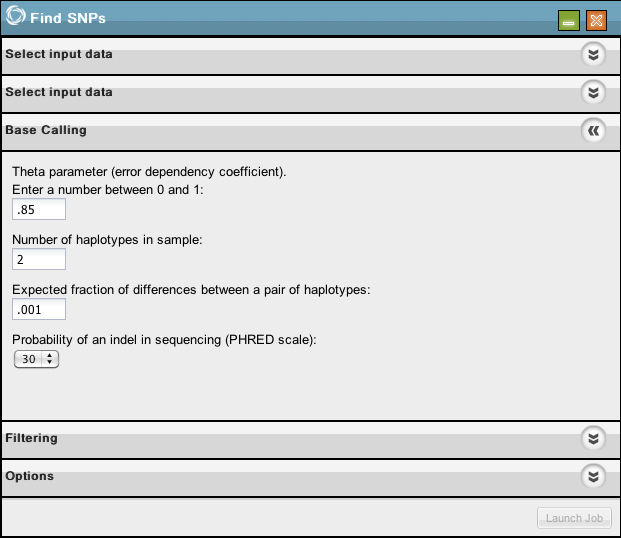 Find SNPs
Select input data
Select input data
Base Calling
Theta parameter (error dependency coefficient).
Enter a number between 0 and 1:
.85
Number of haplotypes in sample:
2
Expected fraction of differences between a pair of haplotypes:
.001
Probability of an indel in sequencing (PHRED scale):
30
Filtering
Options
Launch Job